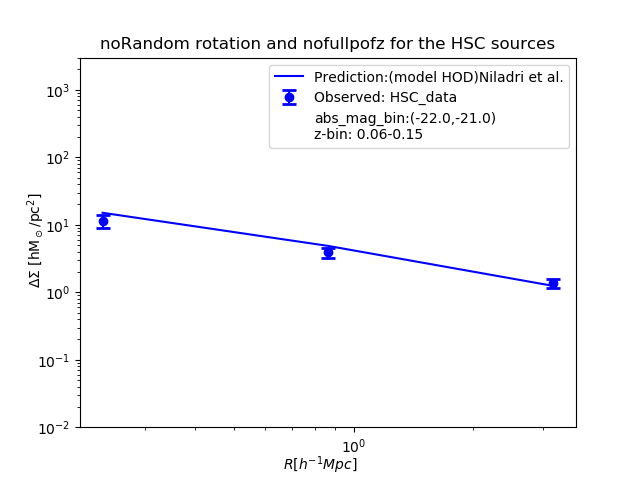 noRandom rotation and nofullpofz for the HSC sources
Prediction:(model HOD)Niladri et al.
Observed: HSC_data
abs_mag_bin:(-22.0,-21.0)
z-bin: 0.06-0.15
ΔΣ [hM⊙/pc²]
10³
10²
10¹
10⁰
10⁻¹
10⁻²
10⁰
R[h⁻¹Mpc]